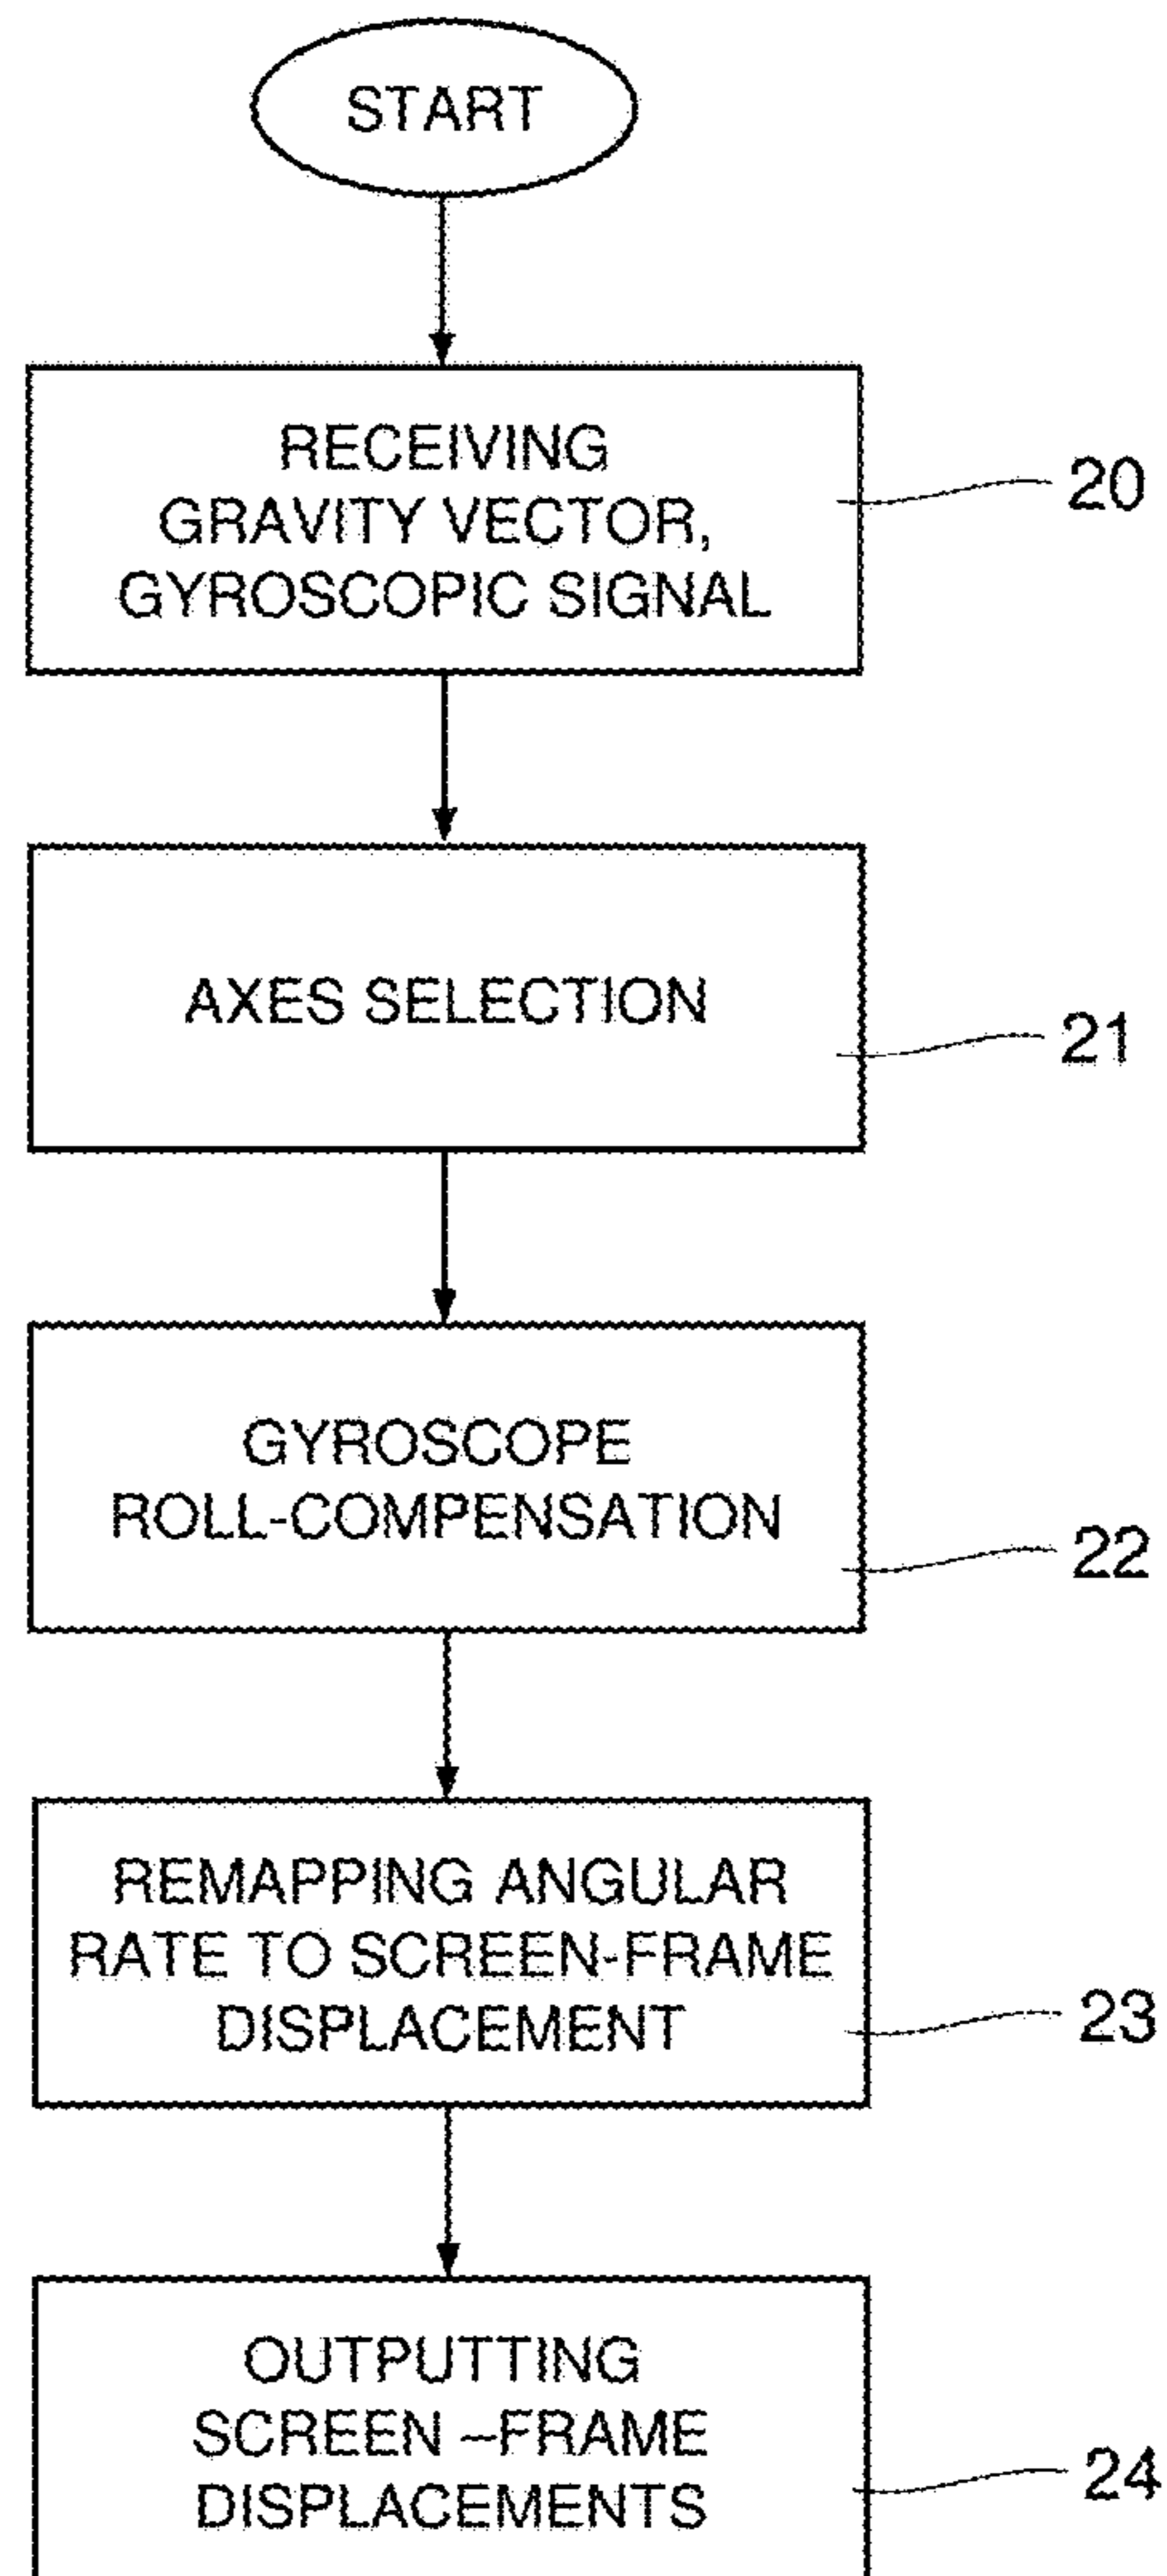 START
RECEIVING
GRAVITY VECTOR,
GYROSCOPIC SIGNAL
20
AXES SELECTION
21
GYROSCOPE
ROLL-COMPENSATION
22
REMAPPING ANGULAR
RATE TO SCREEN-FRAME
DISPLACEMENT
23
OUTPUTTING
SCREEN –FRAME
DISPLACEMENTS
24